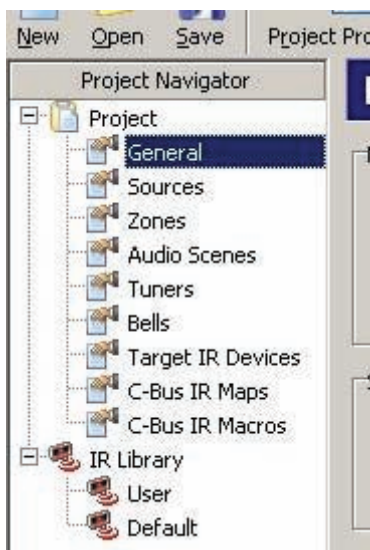 New Open Save Project Pro
Project Navigator
Project
General
Sources
Zones
Audio Scenes
Tuners
Bells
Target IR Devices
C-Bus IR Maps
C-Bus IR Macros
IR Library
User
Default